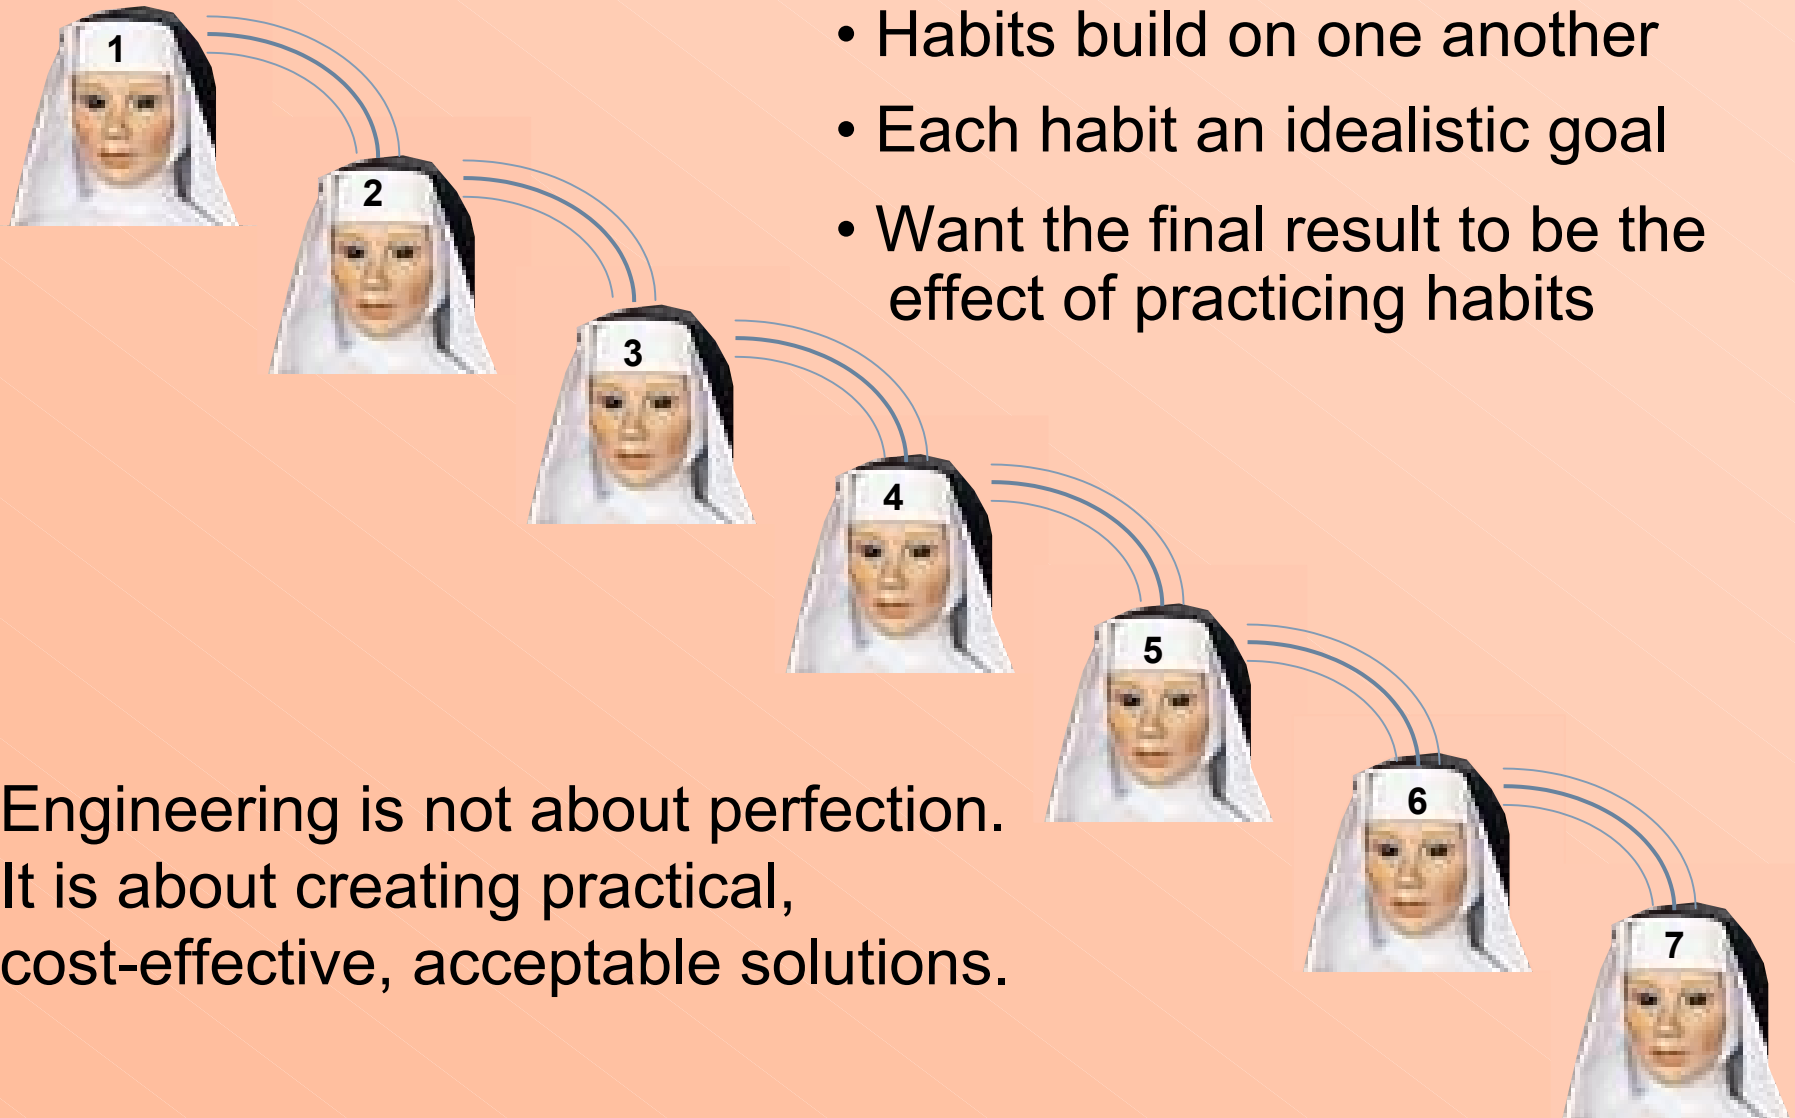 • Habits build on one another
• Each habit an idealistic goal
• Want the final result to be the
effect of practicing habits
1
2
3
4
5
6
7
Engineering is not about perfection.
It is about creating practical,
cost-effective, acceptable solutions.